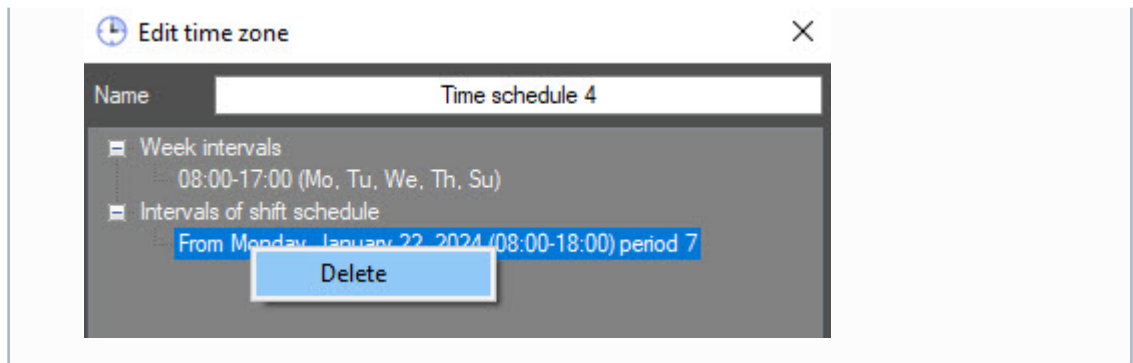 Edit time zone
Name Time schedule 4
Week intervals
08:00-17:00 (Mo, Tu, We, Th, Su)
Intervals of shift schedule
From Monday, January 22, 2024 (08:00-18:00) period 7
Delete